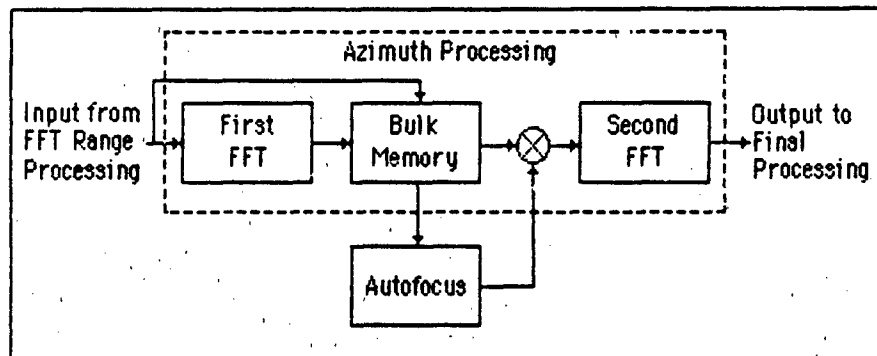 Azimuth Processing
Input from
FFT Range
Processing
First
FFT
Bulk
Memory
Second
FFT
Output to
Final
Processing
Autofocus